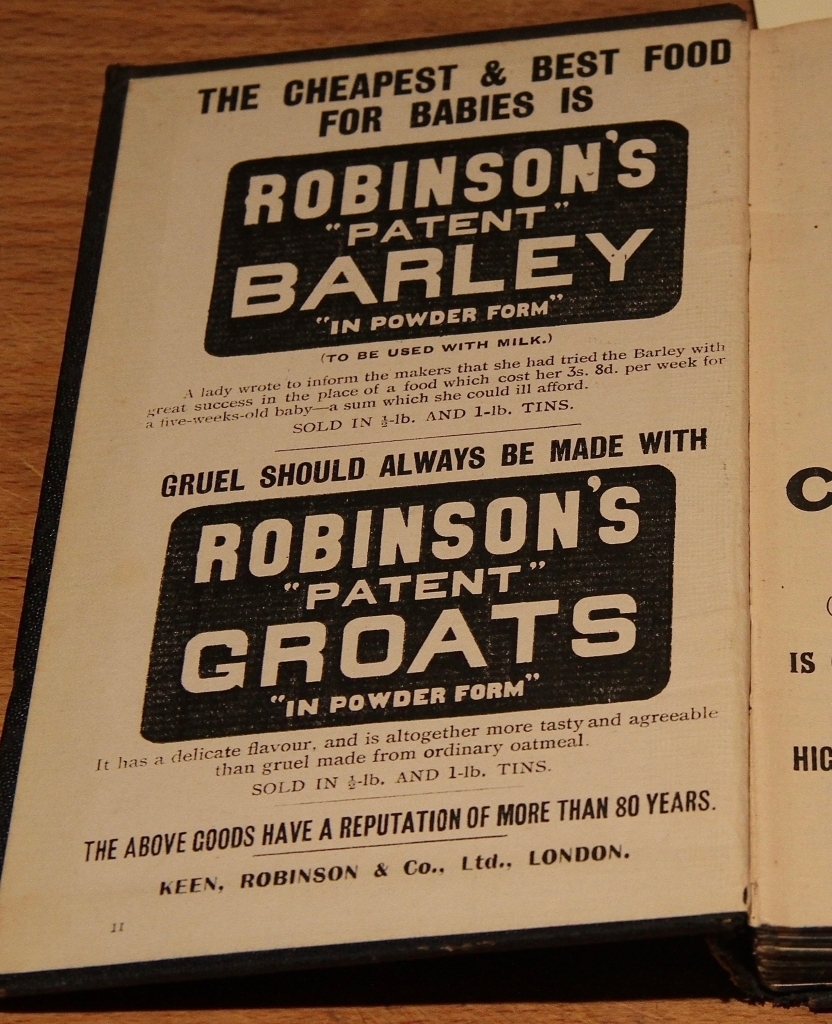 THE CHEAPEST & BEST FOOD
FOR BABIES IS
ROBINSON'S
"PATENT"
BARLEY
"IN POWDER FORM"
(TO BE USED WITH MILK.)
A lady wrote to inform the makers that she had tried the Barley with
great success in the place of a food which cost her 3s. 8d. per week for
a five-weeks-old baby—a sum which she could ill afford.
SOLD IN ½-lb. AND 1-lb. TINS.
GRUEL SHOULD ALWAYS BE MADE WITH
ROBINSON'S
"PATENT"
GROATS
"IN POWDER FORM"
It has a delicate flavour, and is altogether more tasty and agreeable
than gruel made from ordinary oatmeal.
SOLD IN ½-lb. AND 1-lb. TINS.
THE ABOVE GOODS HAVE A REPUTATION OF MORE THAN 80 YEARS.
KEEN, ROBINSON & Co., Ltd., LONDON.
11
C
IS
HIC